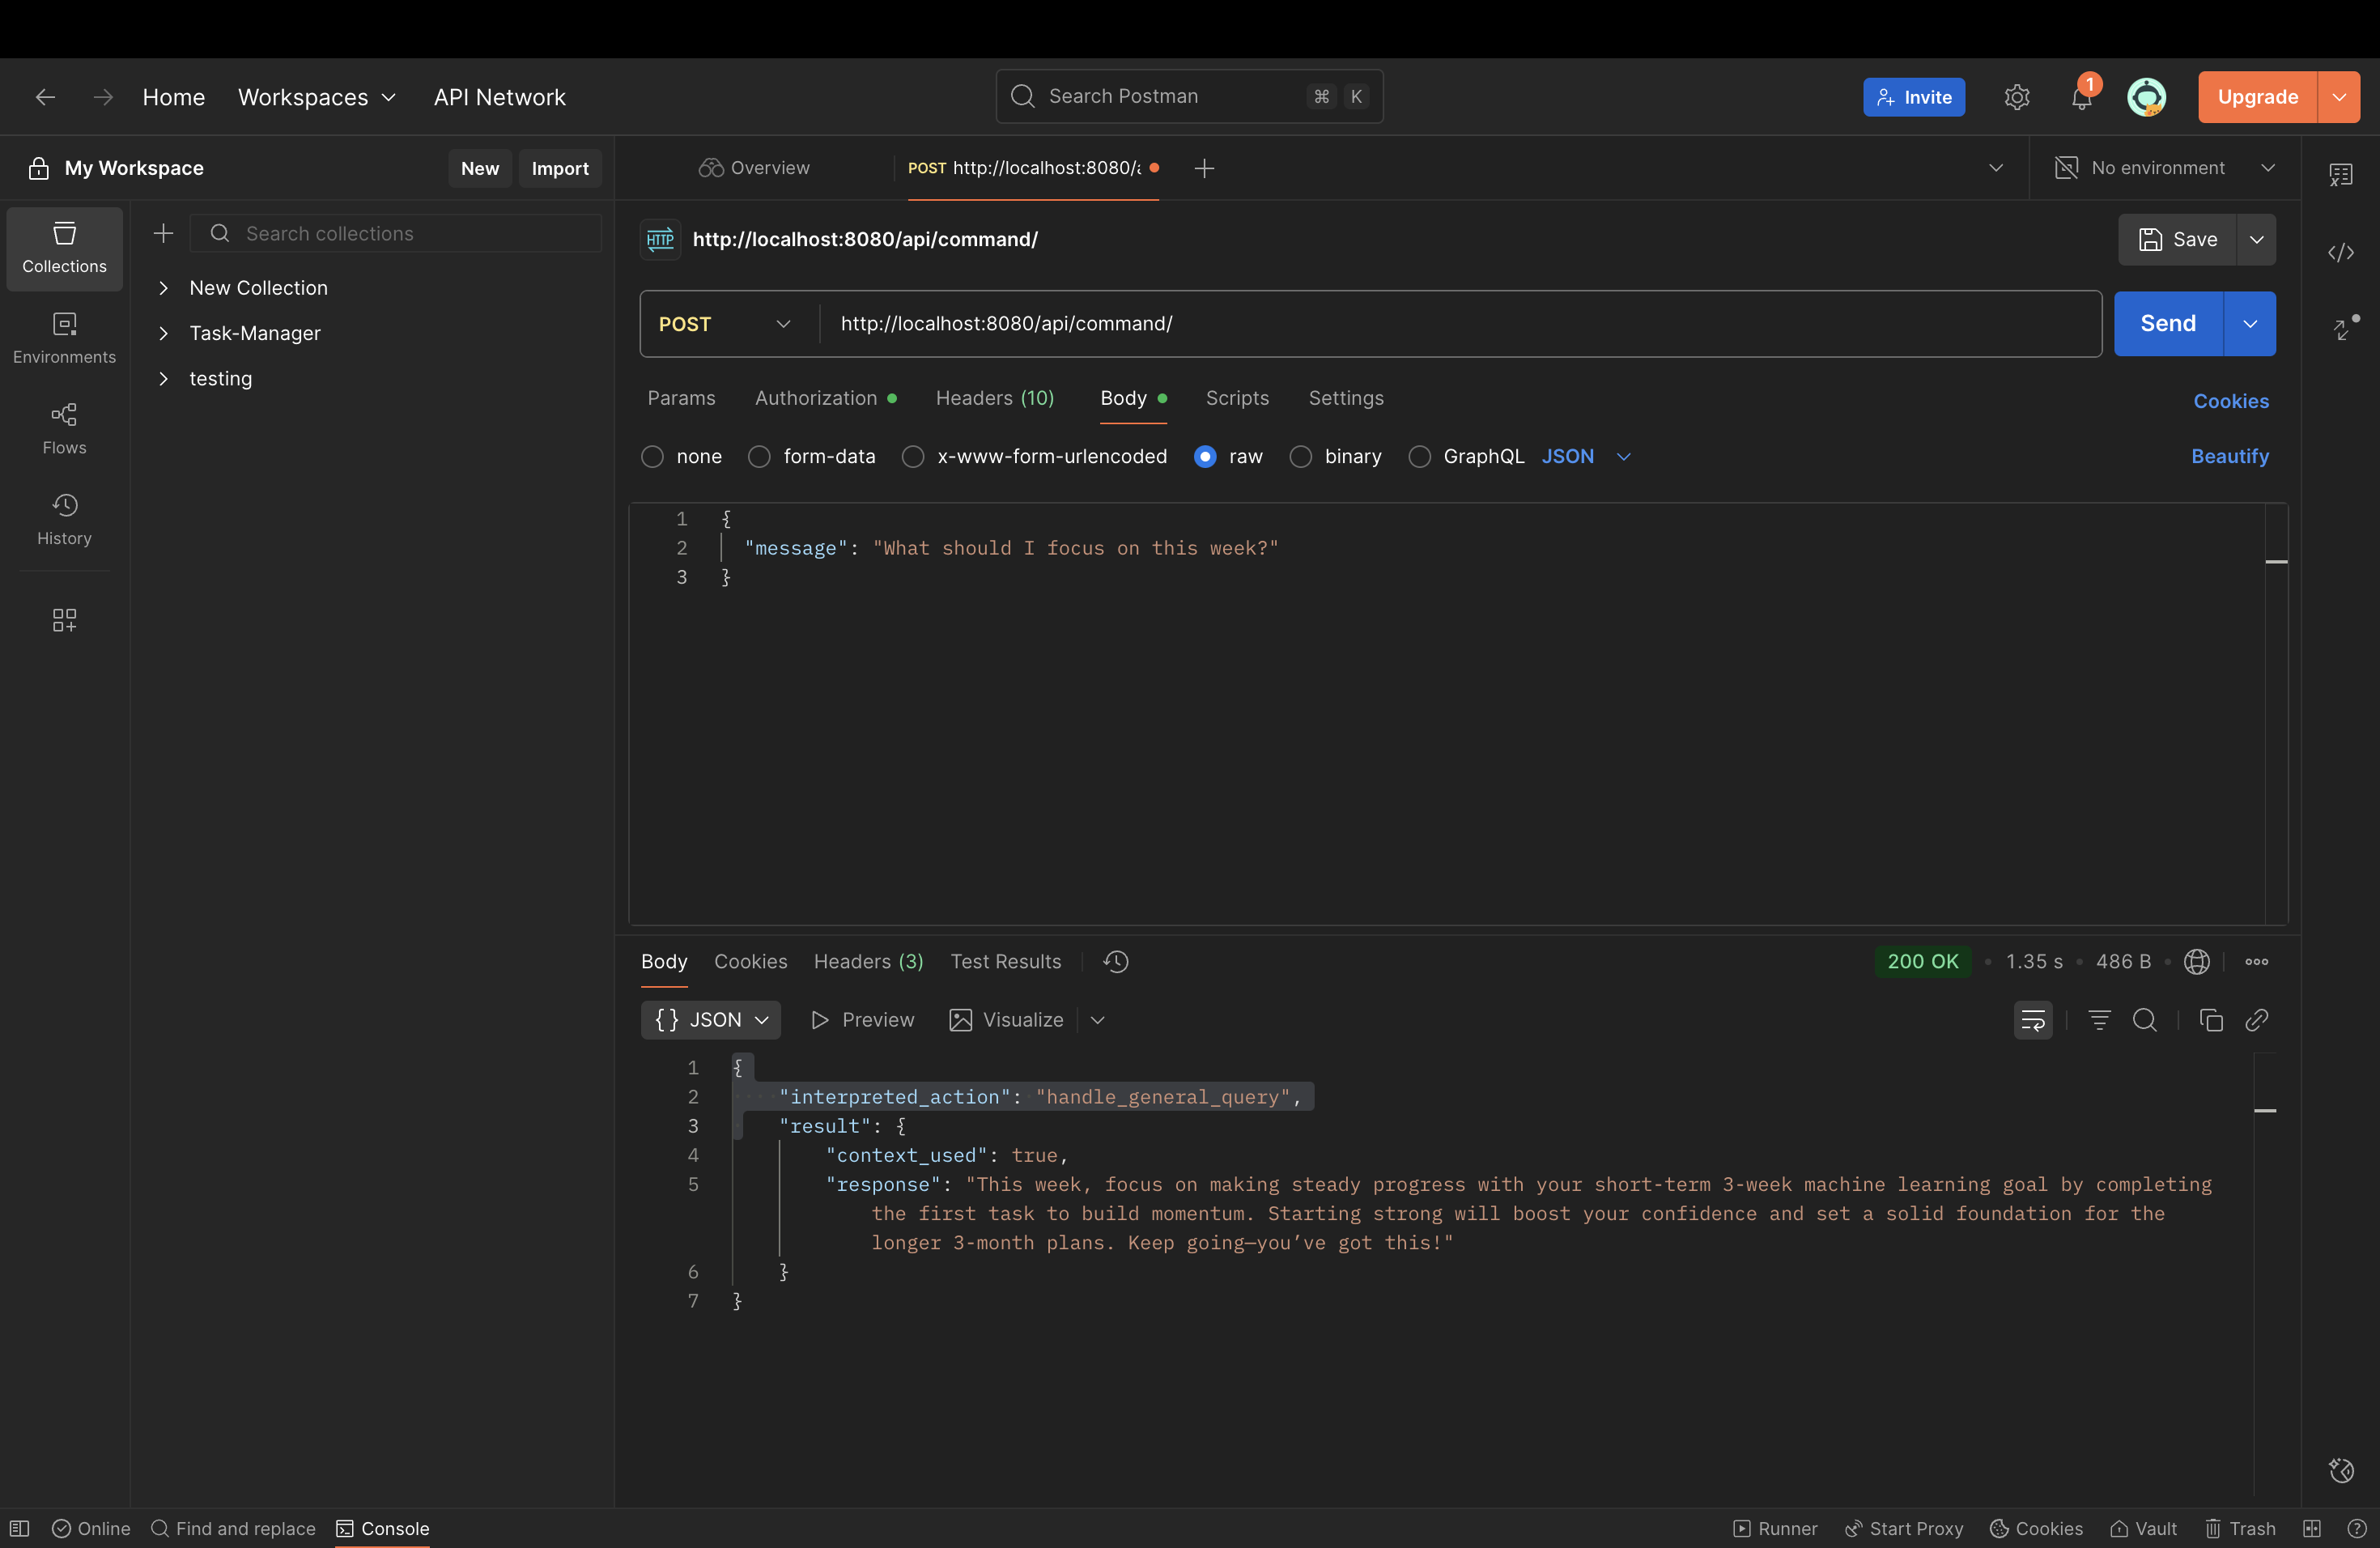 Home Workspaces API Network Search Postman ⌘ K Invite 1 Upgrade
My Workspace New Import Overview POST http://localhost:8080/a No environment
Collections
Environments
Flows
History
Search collections
New Collection
Task-Manager
testing
HTTP http://localhost:8080/api/command/ Save
POST http://localhost:8080/api/command/ Send
Params Authorization Headers (10) Body Scripts Settings Cookies
none form-data x-www-form-urlencoded raw binary GraphQL JSON Beautify
1 {
2 "message": "What should I focus on this week?"
3 }
Body Cookies Headers (3) Test Results 200 OK • 1.35 s • 486 B •
{} JSON Preview Visualize
1 {
2 "interpreted_action": "handle_general_query",
3 "result": {
4 "context_used": true,
5 "response": "This week, focus on making steady progress with your short-term 3-week machine learning goal by completing
the first task to build momentum. Starting strong will boost your confidence and set a solid foundation for the
longer 3-month plans. Keep going—you’ve got this!"
6 }
7 }
Online Find and replace Console Runner Start Proxy Cookies Vault Trash